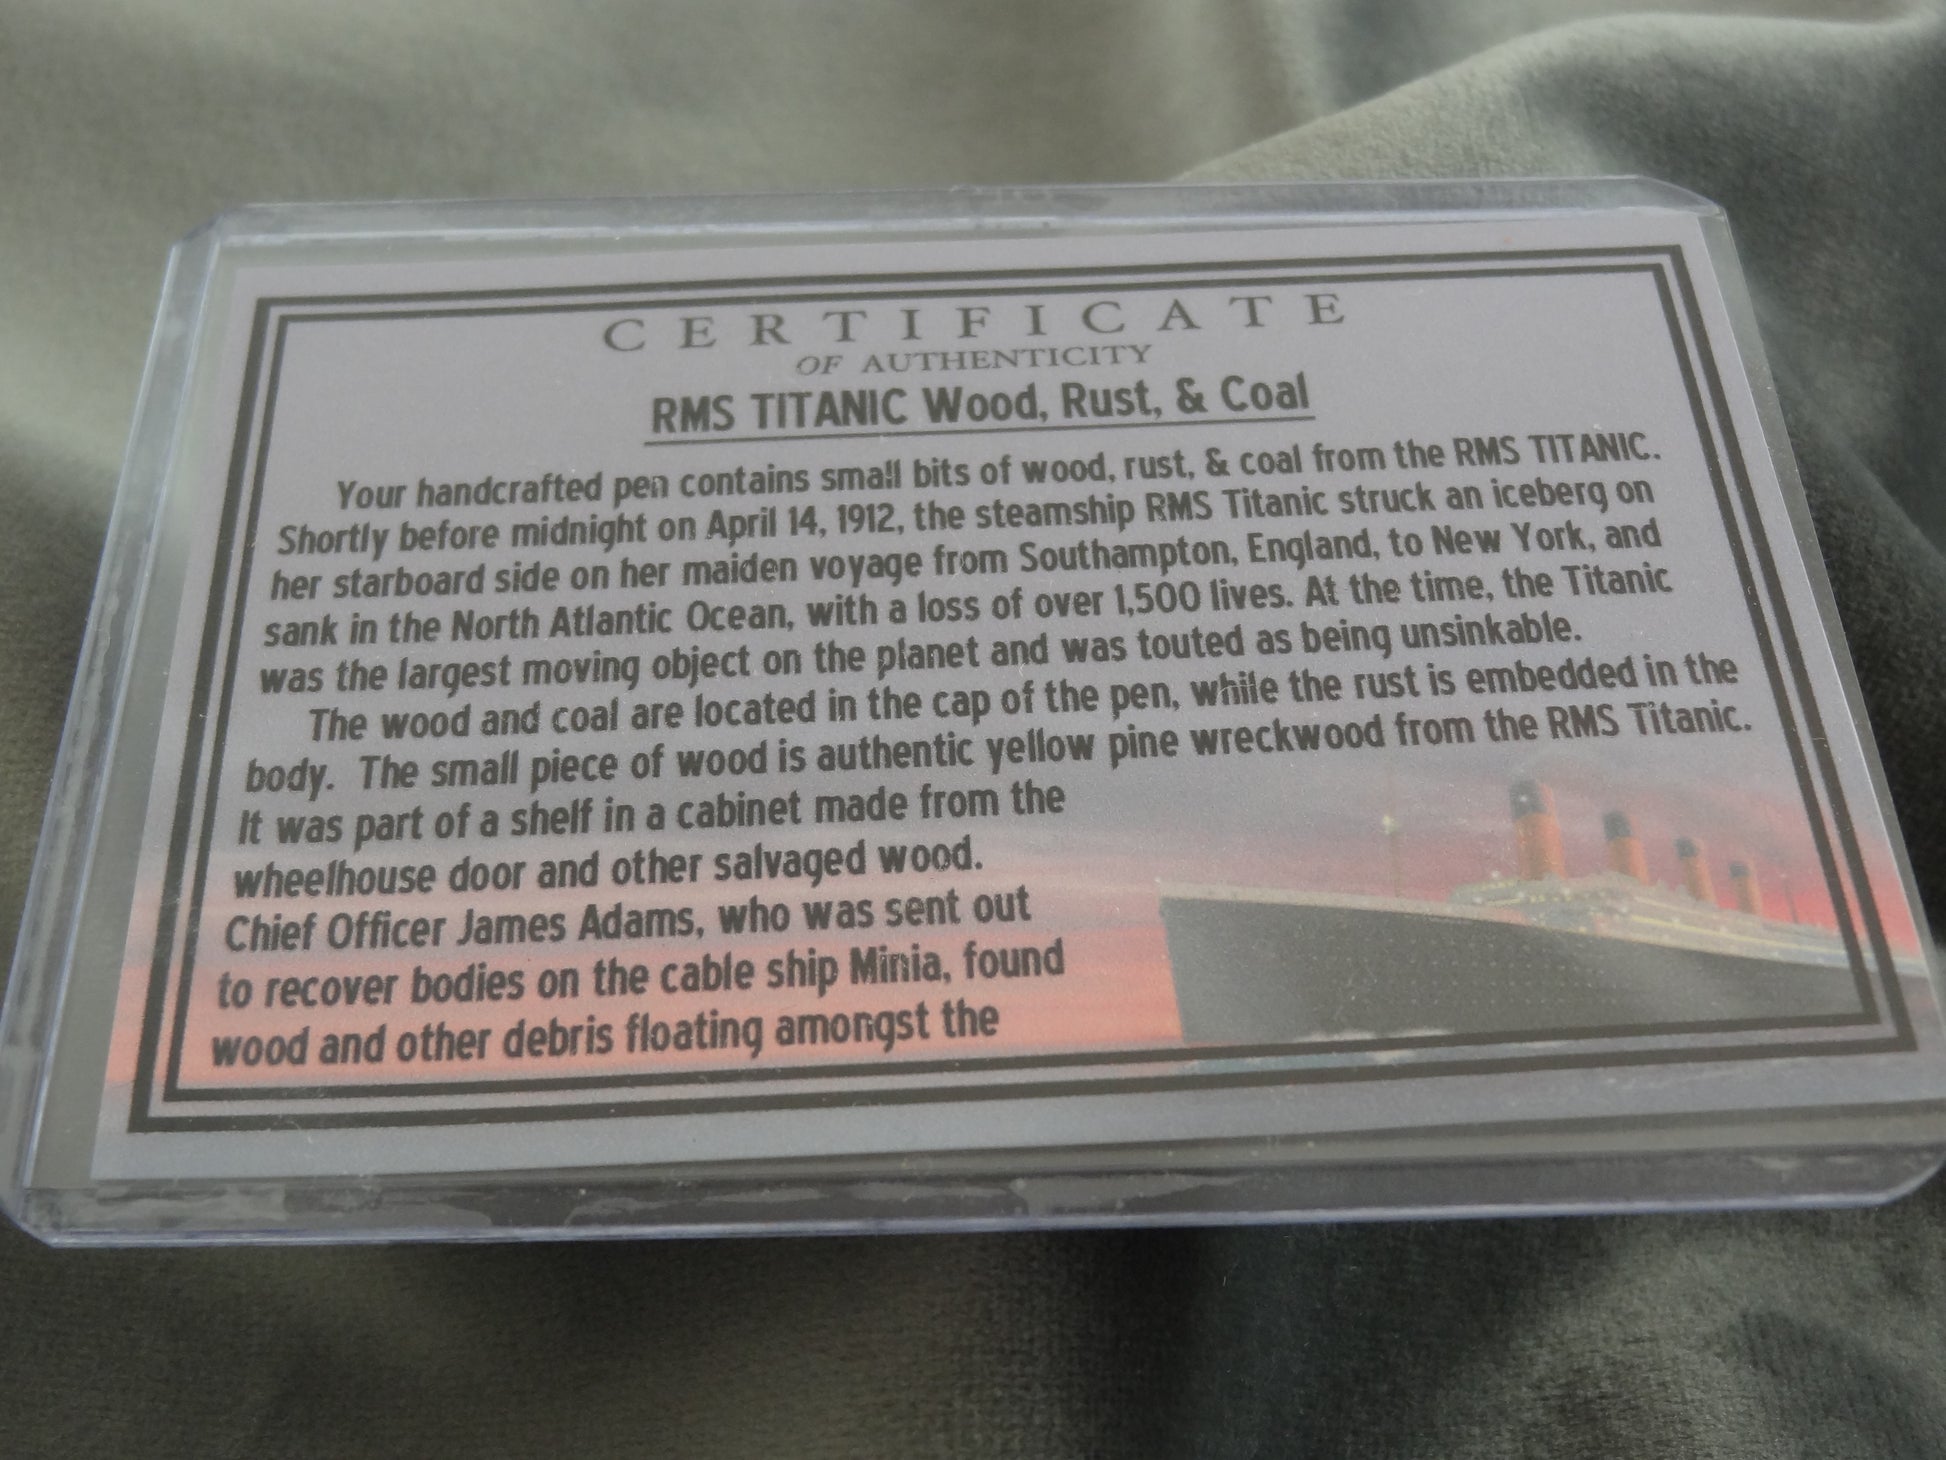 CERTIFICATE
OF AUTHENTICITY
RMS TITANIC Wood, Rust, & Coal
Your handcrafted pen contains small bits of wood, rust, & coal from the RMS TITANIC.
Shortly before midnight on April 14, 1912, the steamship RMS Titanic struck an iceberg on
her starboard side on her maiden voyage from Southampton, England, to New York, and
sank in the North Atlantic Ocean, with a loss of over 1,500 lives. At the time, the Titanic
was the largest moving object on the planet and was touted as being unsinkable.
The wood and coal are located in the cap of the pen, while the rust is embedded in the
body. The small piece of wood is authentic yellow pine wreckwood from the RMS Titanic.
It was part of a shelf in a cabinet made from the
wheelhouse door and other salvaged wood.
Chief Officer James Adams, who was sent out
to recover bodies on the cable ship Minia, found
wood and other debris floating amongst the